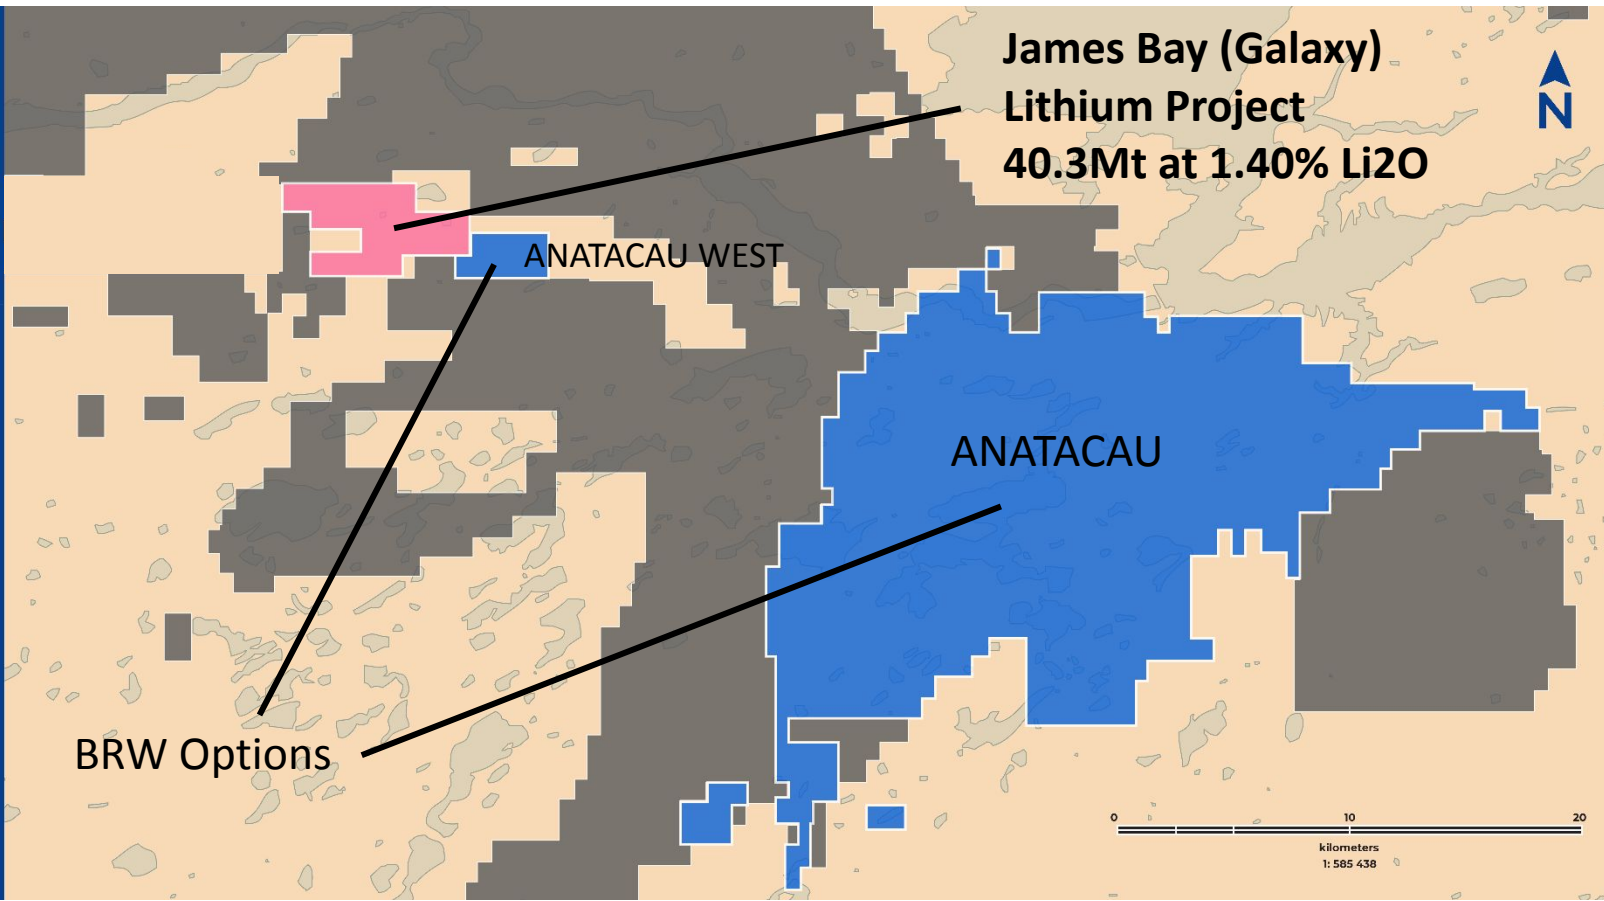 James Bay (Galaxy)
Lithium Project
40.3Mt at 1.40% Li2O
N
ANATACAU WEST
ANATACAU
BRW Options
0 10 20
kilometers
1: 585 438